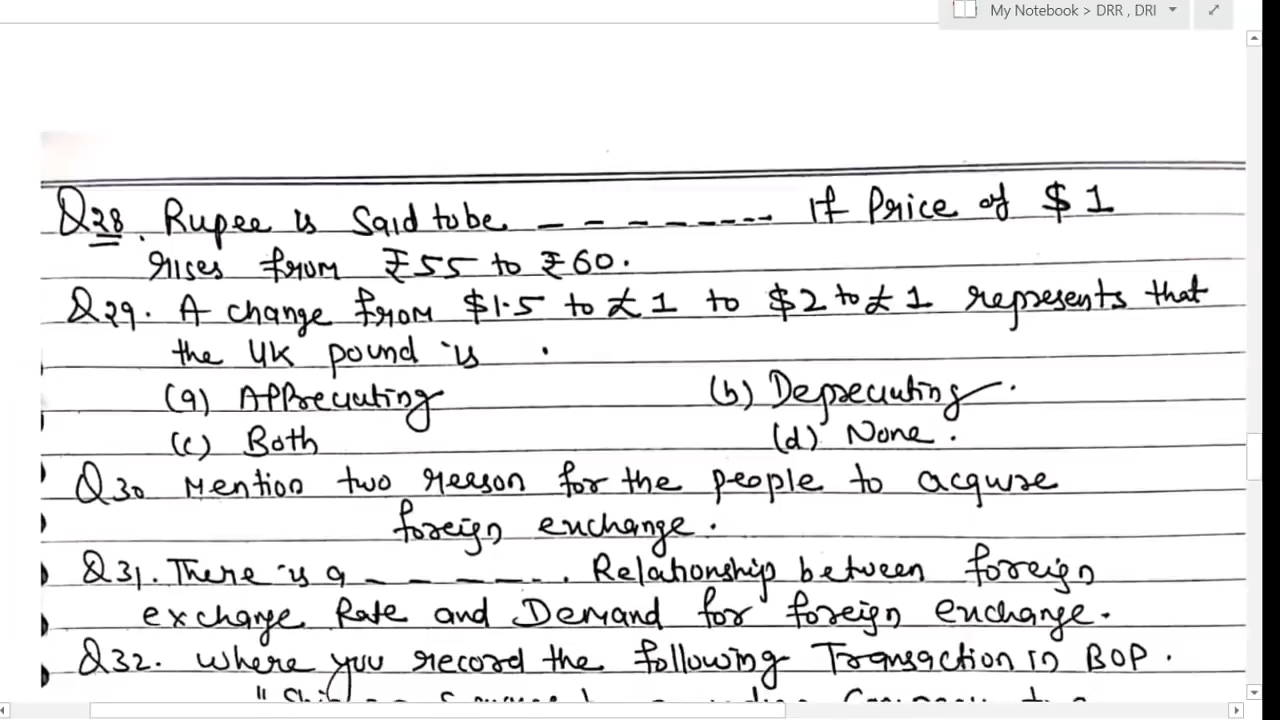 My Notebook > DRR , DRI
Q28. Rupee is Said to be - - - - - - - - - If Price of $ 1
rises from ₹55 to ₹60.
Q29. A change from $1.5 to £1 to $2 to £1 represents that
the UK pound is .
(a) Appreciating (b) Depreciating .
(c) Both (d) None .
Q30 Mention two reason for the people to acquire
foreign exchange .
Q31. There is a - - - - - . Relationship between foreign
exchange Rate and Demand for foreign exchange .
Q32. Where you record the following Transaction in BOP .